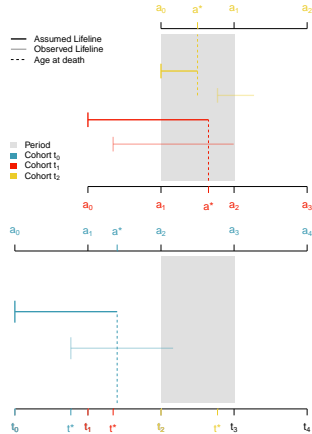 a₀ a* a₁ a₂
Assumed Lifeline
Observed Lifeline
Age at death
Period
Cohort t₀
Cohort t₁
Cohort t₂
a₀ a₁ a* a₂ a₃
a₀ a₁ a* a₂ a₃ a₄
t₀ t* t₁ t* t₂ t* t₃ t₄